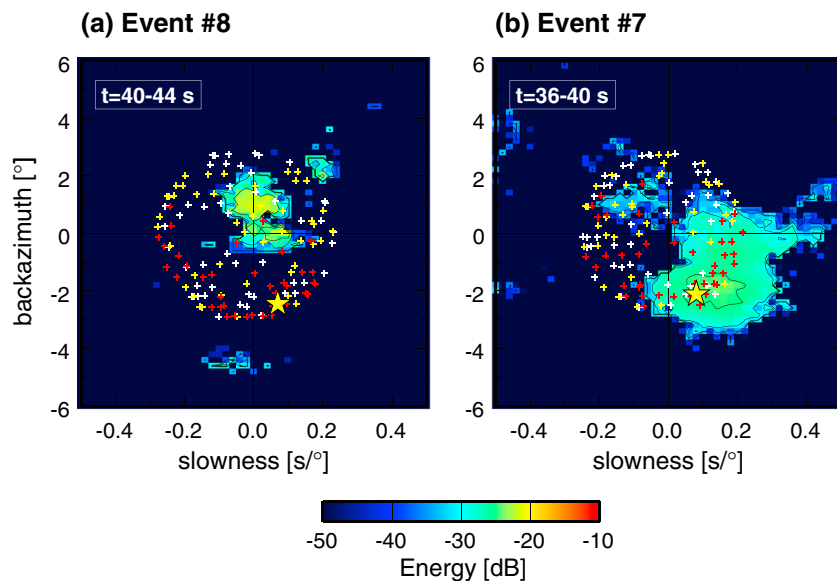 (a) Event #8
(b) Event #7
t=40-44 s
t=36-40 s
backazimuth [°]
6
4
2
0
-2
-4
-6
6
4
2
0
-2
-4
-6
-0.4 -0.2 0.0 0.2 0.4
-0.4 -0.2 0.0 0.2 0.4
slowness [s/°]
slowness [s/°]
-50 -40 -30 -20 -10
Energy [dB]